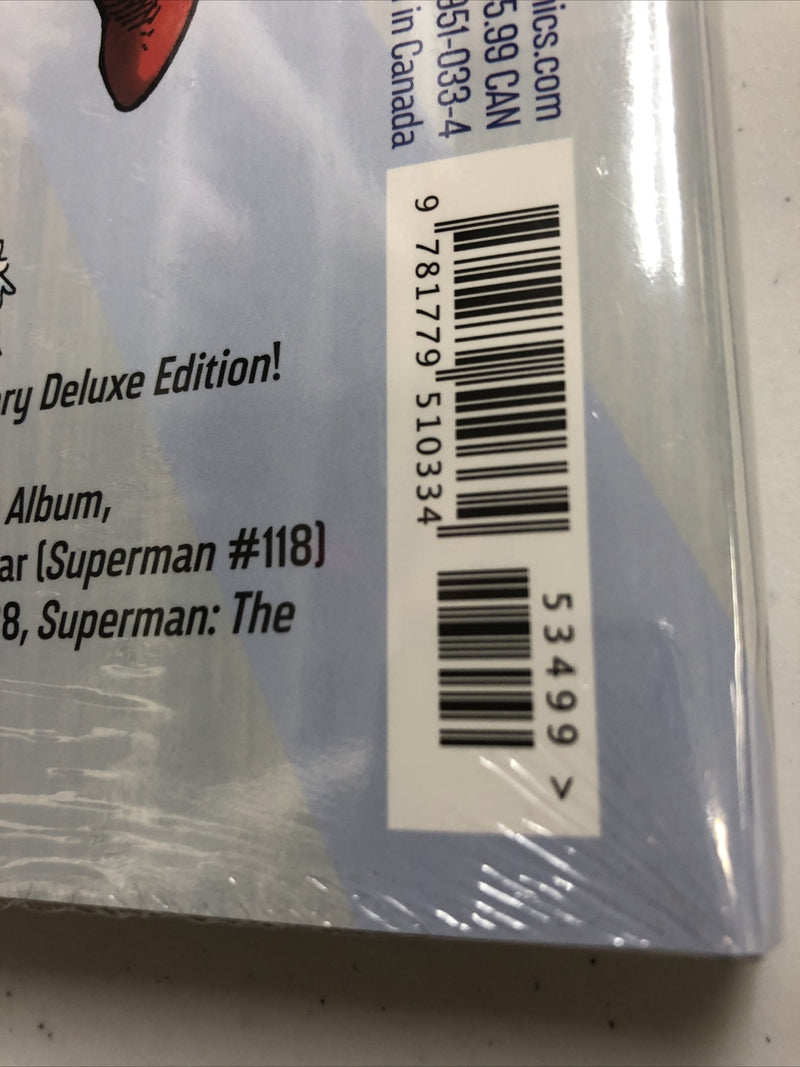 ry Deluxe Edition!
Album,
ar (Superman #118)
8, Superman: The
ics.com
5.99 CAN
951-033-4
in Canada
9 781779 510334
53499 >